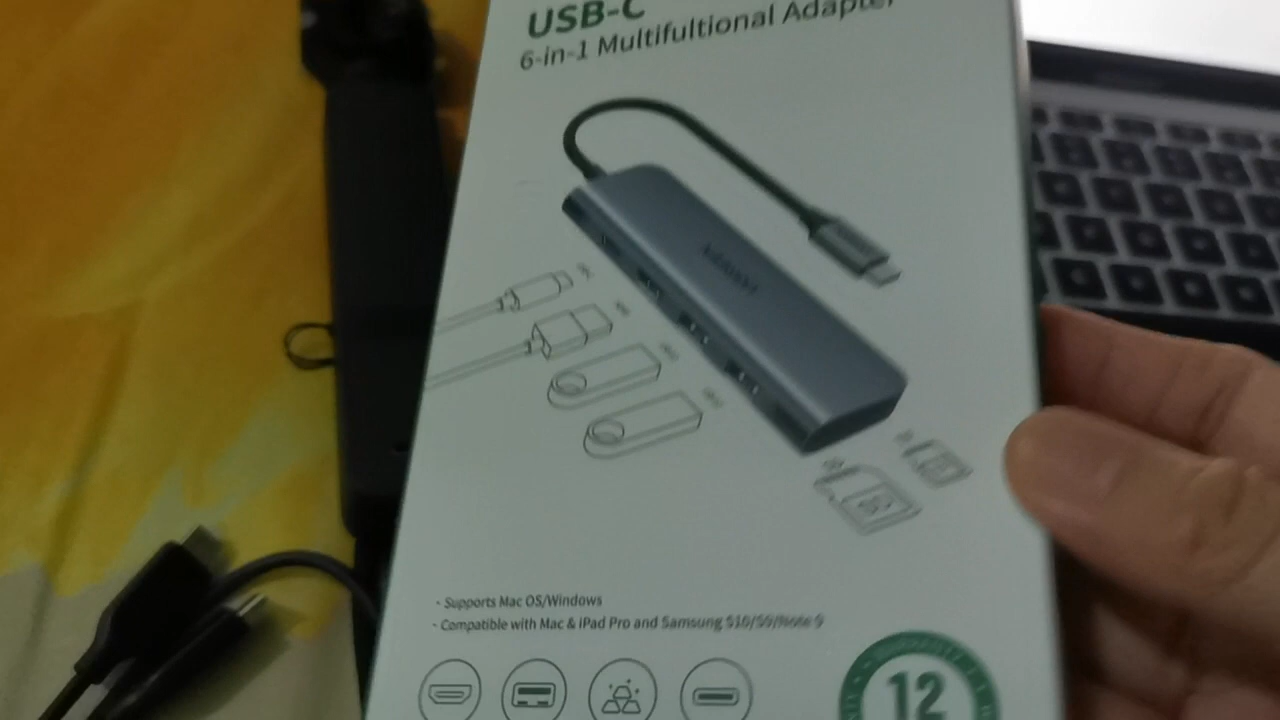 USB-C
6-in-1 Multifultional Adapter
- Supports Mac OS/Windows
- Compatible with Mac & iPad Pro and Samsung S10/S9/Note 9
12